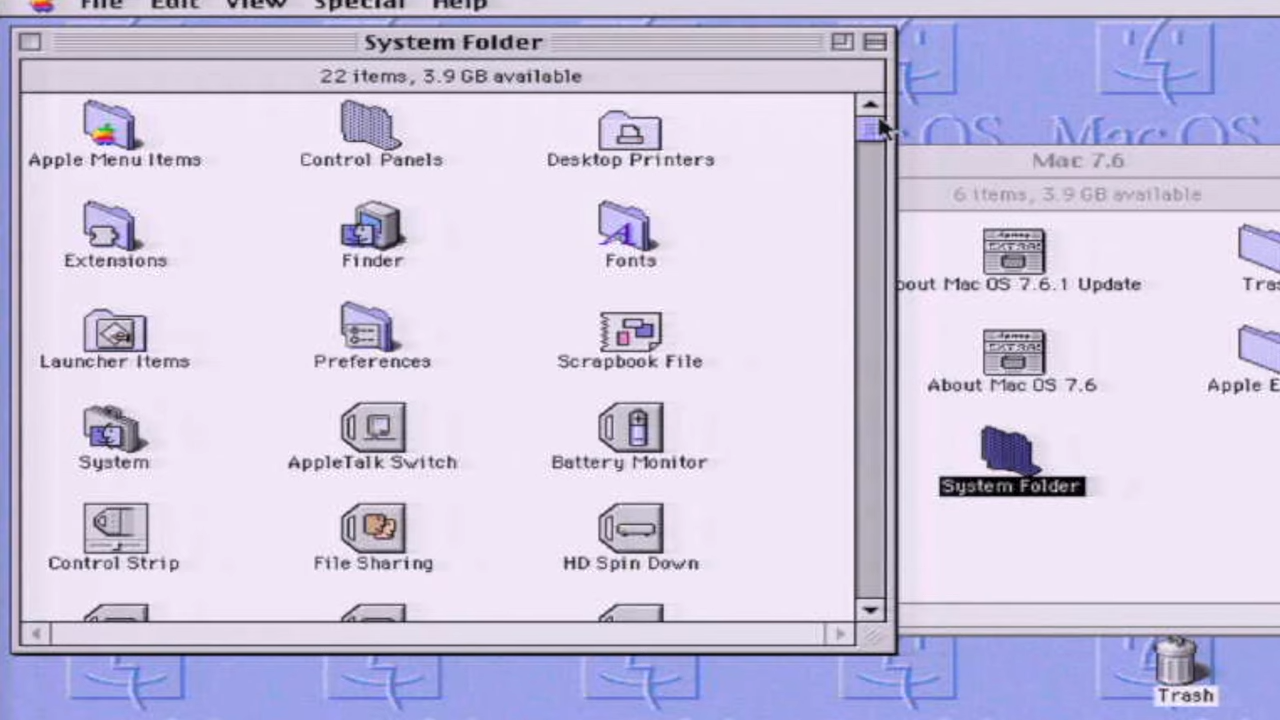 File Edit View Special Help
System Folder
22 items, 3.9 GB available
Apple Menu Items
Control Panels
Desktop Printers
Extensions
Finder
Fonts
Launcher Items
Preferences
Scrapbook File
System
AppleTalk Switch
Battery Monitor
Control Strip
File Sharing
HD Spin Down
Mac OS
Mac 7.6
6 items, 3.9 GB available
EXTRAS
About Mac OS 7.6.1 Update
EXTRAS
About Mac OS 7.6
Apple E
System Folder
Trash